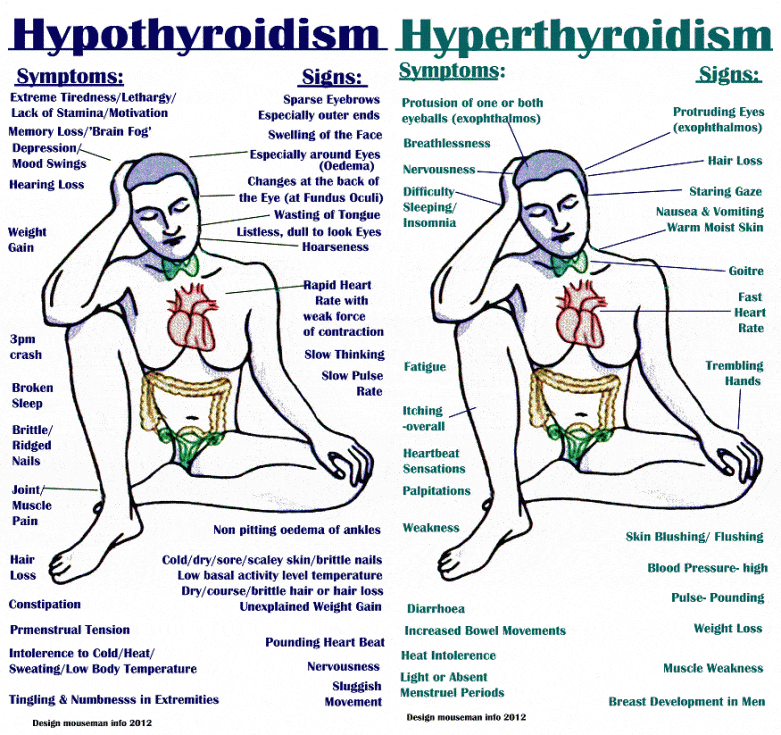 Hypothyroidism
Symptoms:
Extreme Tiredness/Lethargy/
Lack of Stamina/Motivation
Memory Loss/'Brain Fog'
Depression/
Mood Swings
Hearing Loss
Weight
Gain
3pm
crash
Broken
Sleep
Brittle/
Ridged
Nails
Joint/
Muscle
Pain
Hair
Loss
Constipation
Prmenstrual Tension
Intolerence to Cold/Heat/
Sweating/Low Body Temperature
Tingling & Numbnesss in Extremities
Design mouseman info 2012
Signs:
Sparse Eyebrows
Especially outer ends
Swelling of the Face
Especially around Eyes
(Oedema)
Changes at the back of
the Eye (at Fundus Oculi)
Wasting of Tongue
Listless, dull to look Eyes
Hoarseness
Rapid Heart
Rate with
weak force
of contraction
Slow Thinking
Slow Pulse
Rate
Non pitting oedema of ankles
Cold/dry/sore/scaley skin/brittle nails
Low basal activity level temperature
Dry/course/brittle hair or hair loss
Unexplained Weight Gain
Pounding Heart Beat
Nervousness
Sluggish
Movement
Hyperthyroidism
Symptoms:
Protusion of one or both
eyeballs (exophthalmos)
Breathlessness
Nervousness
Difficulty
Sleeping/
Insomnia
Fatigue
Itching
-overall
Heartbeat
Sensations
Palpitations
Weakness
Diarrhoea
Increased Bowel Movements
Heat Intolerence
Light or Absent
Menstruel Periods
Design mouseman info 2012
Signs:
Protruding Eyes
(exophthalmos)
Hair Loss
Staring Gaze
Nausea & Vomiting
Warm Moist Skin
Goitre
Fast
Heart
Rate
Trembling
Hands
Skin Blushing/ Flushing
Blood Pressure- high
Pulse- Pounding
Weight Loss
Muscle Weakness
Breast Development in Men